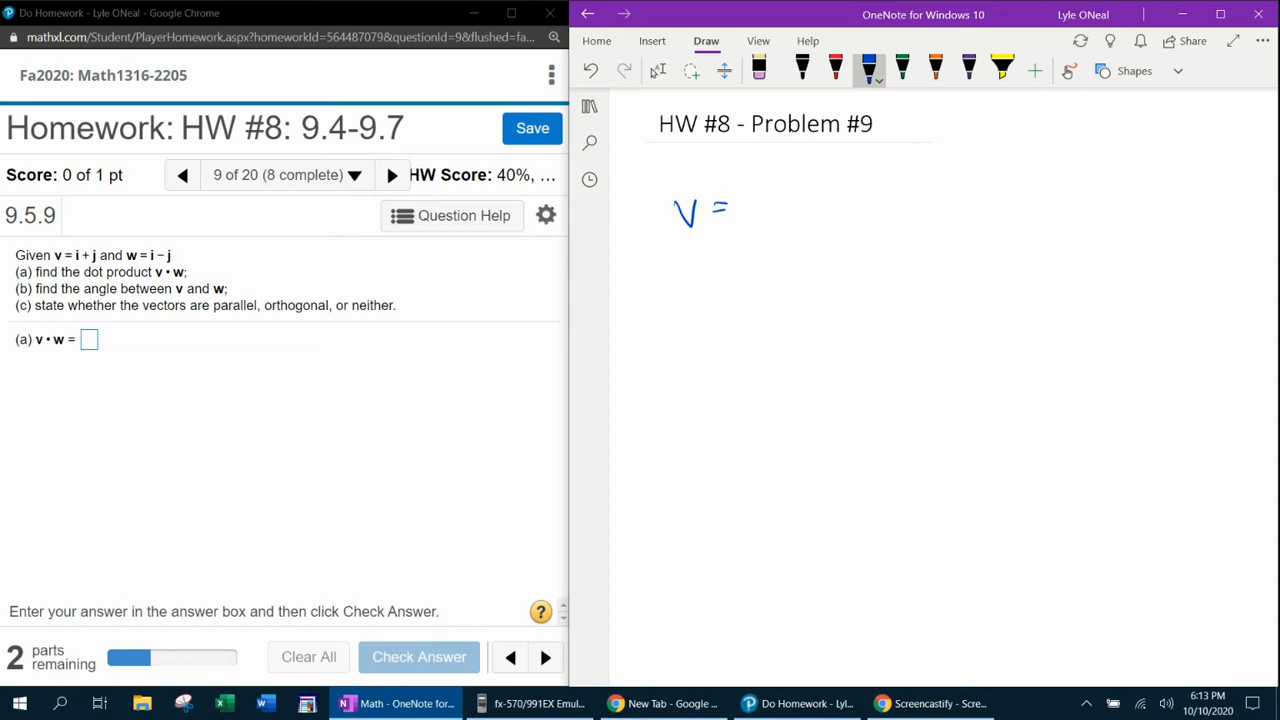 Do Homework - Lyle ONeal - Google Chrome
mathxl.com/Student/PlayerHomework.aspx?homeworkId=564487079&questionId=9&flushed=fa...
Fa2020: Math1316-2205
Homework: HW #8: 9.4-9.7
Save
Score: 0 of 1 pt
9 of 20 (8 complete)
HW Score: 40%, ...
9.5.9
Question Help
Given v = i + j and w = i − j
(a) find the dot product v • w;
(b) find the angle between v and w;
(c) state whether the vectors are parallel, orthogonal, or neither.
(a) v • w =
Enter your answer in the answer box and then click Check Answer.
?
2 parts remaining
Clear All
Check Answer
OneNote for Windows 10
Lyle ONeal
Home Insert Draw View Help
Share
Shapes
HW #8 - Problem #9
V =
Math - OneNote for...
fx-570/991EX Emul...
New Tab - Google ...
Do Homework - Lyl...
Screencastify - Scre...
6:13 PM
10/10/2020